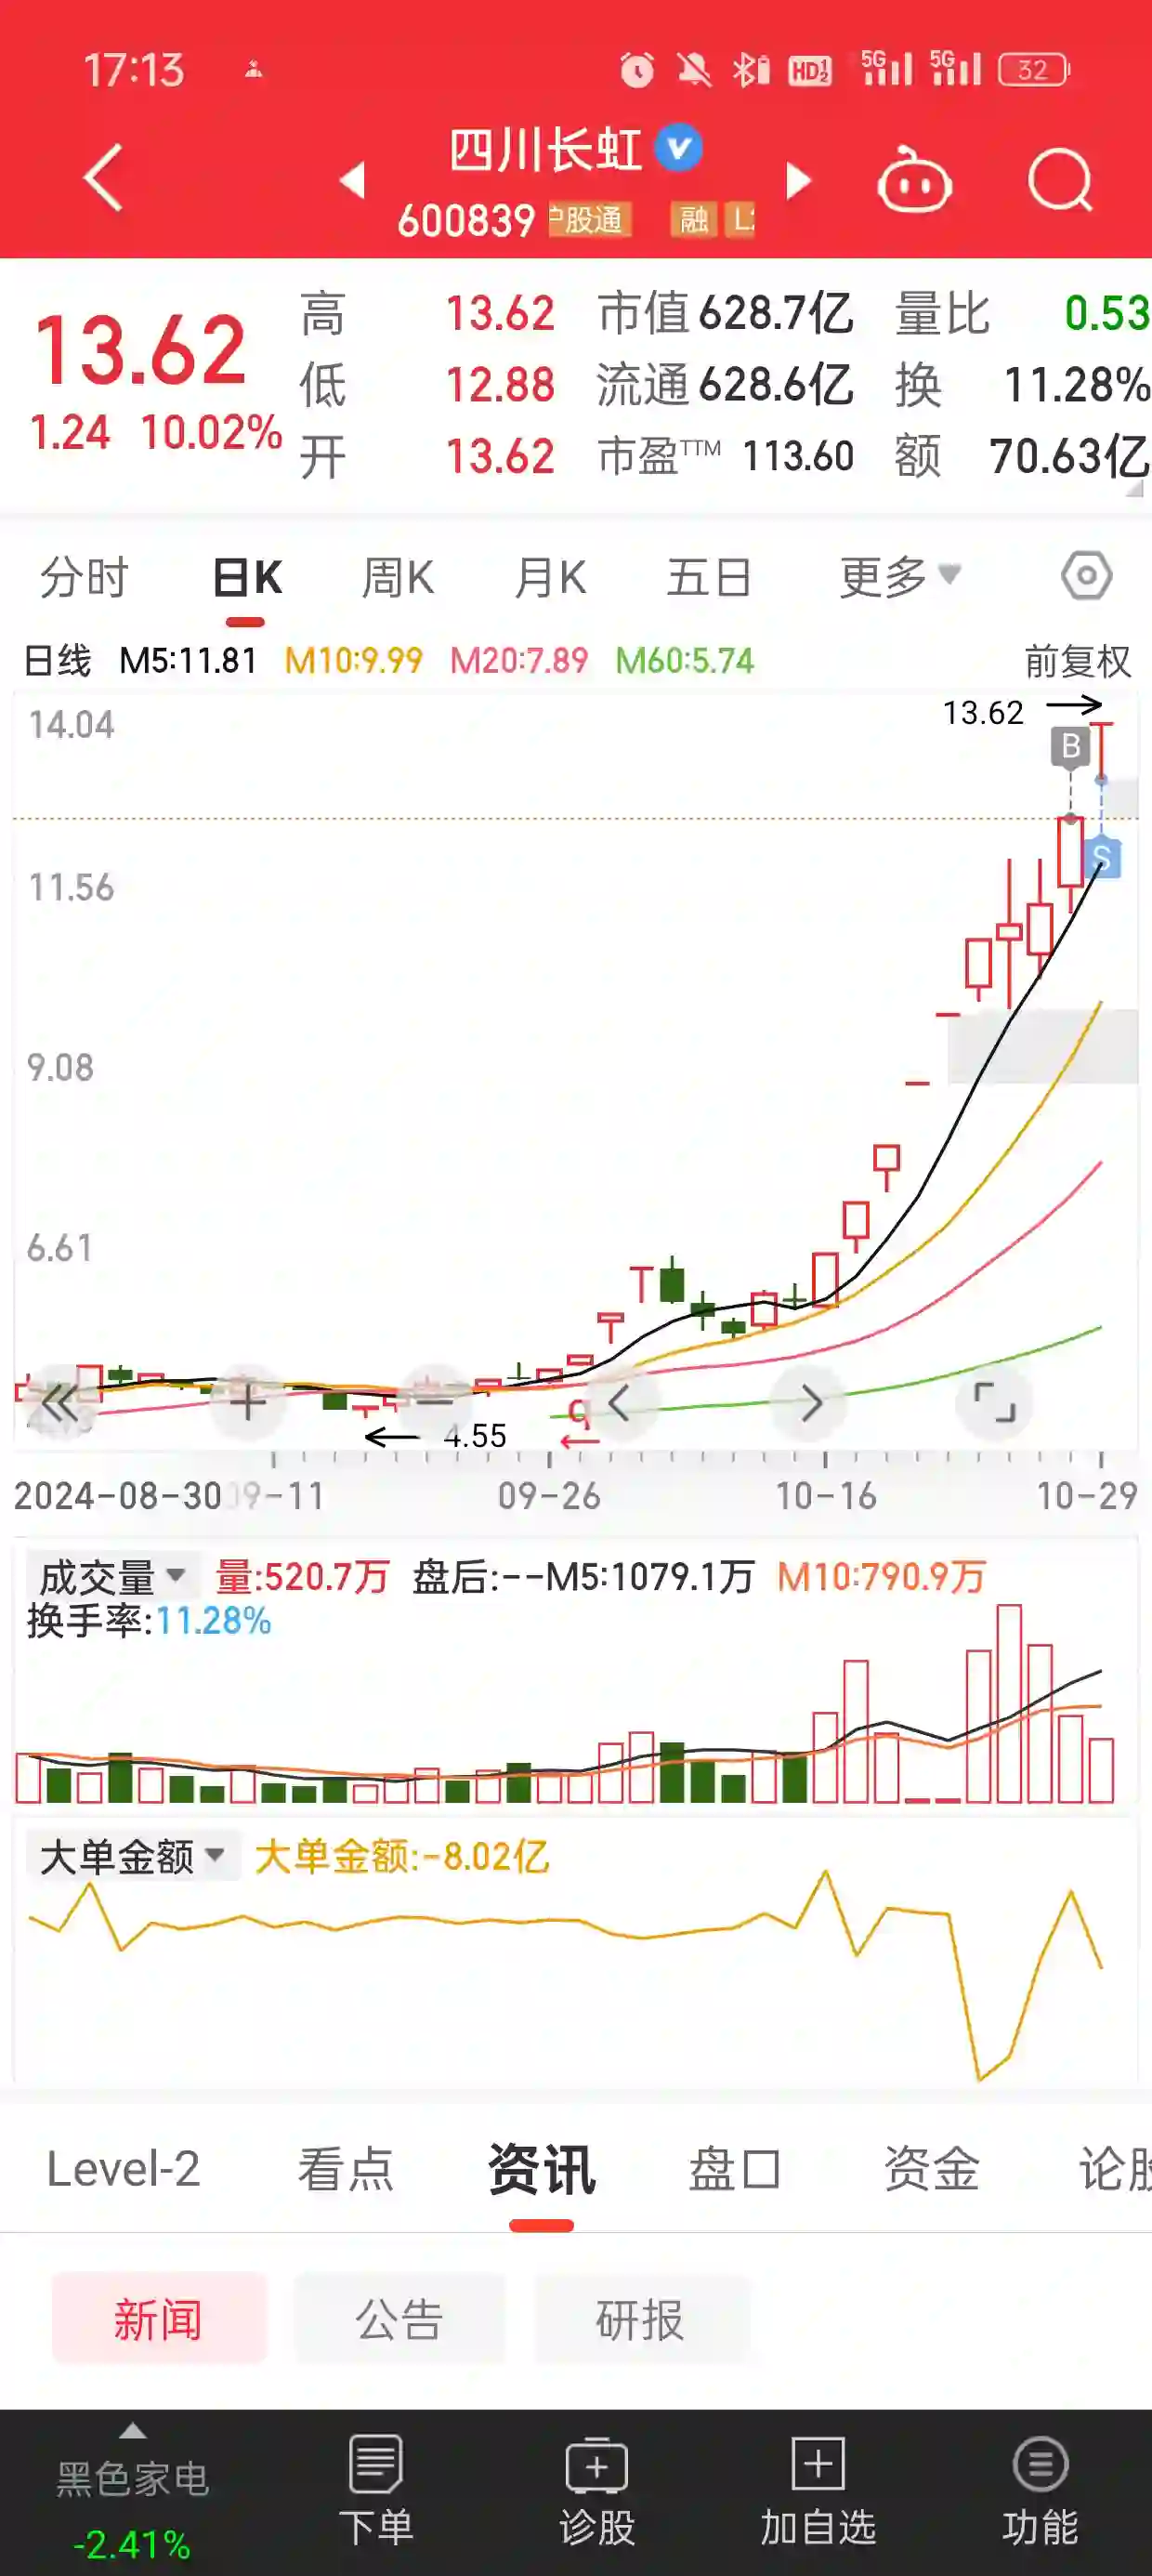 17:13 HD 5G 5G 32
四川长虹
600839 股通 融
13.62
1.24 10.02%
高 13.62 市值 628.7亿 量比 0.53
低 12.88 流通 628.6亿 换 11.28%
开 13.62 市盈TTM 113.60 额 70.63亿
分时 日K 周K 月K 五日 更多
日线 M5:11.81 M10:9.99 M20:7.89 M60:5.74 前复权
14.04
13.62
B
11.56
S
9.08
6.61
4.55
2024-08-30 09-11 09-26 10-16 10-29
成交量 量:520.7万 盘后:--M5:1079.1万 M10:790.9万
换手率:11.28%
大单金额 大单金额:-8.02亿
Level-2 看点 资讯 盘口 资金
新闻 公告 研报
黑色家电
-2.41%
下单 诊股 加自选 功能